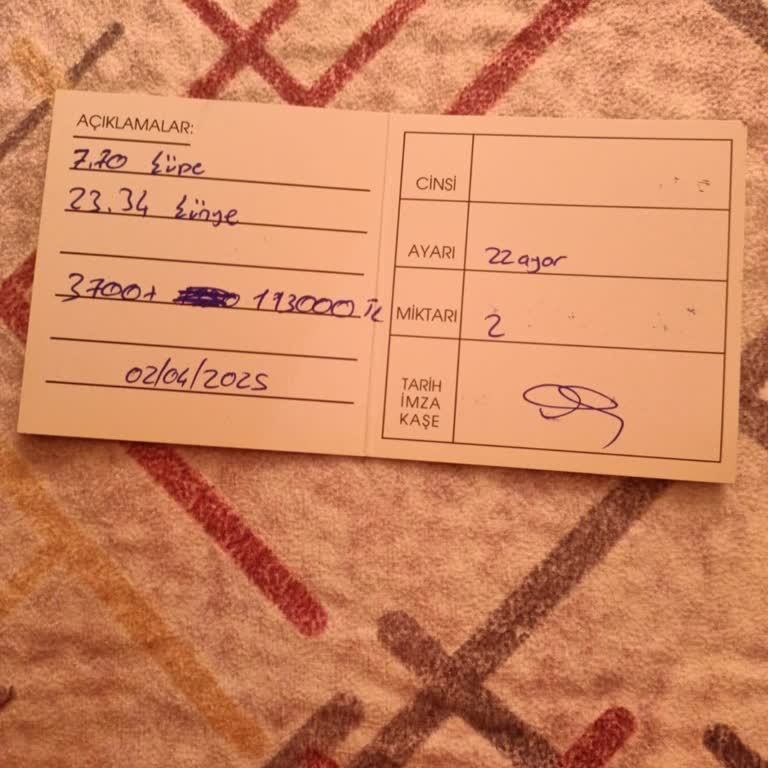 AÇIKLAMALAR:
7.70 küpe
23.34 künye
3700+ 113000 TL
02/04/2025
CİNSİ
AYARI 22 ayar
MİKTARI 2
TARİH
İMZA
KAŞE